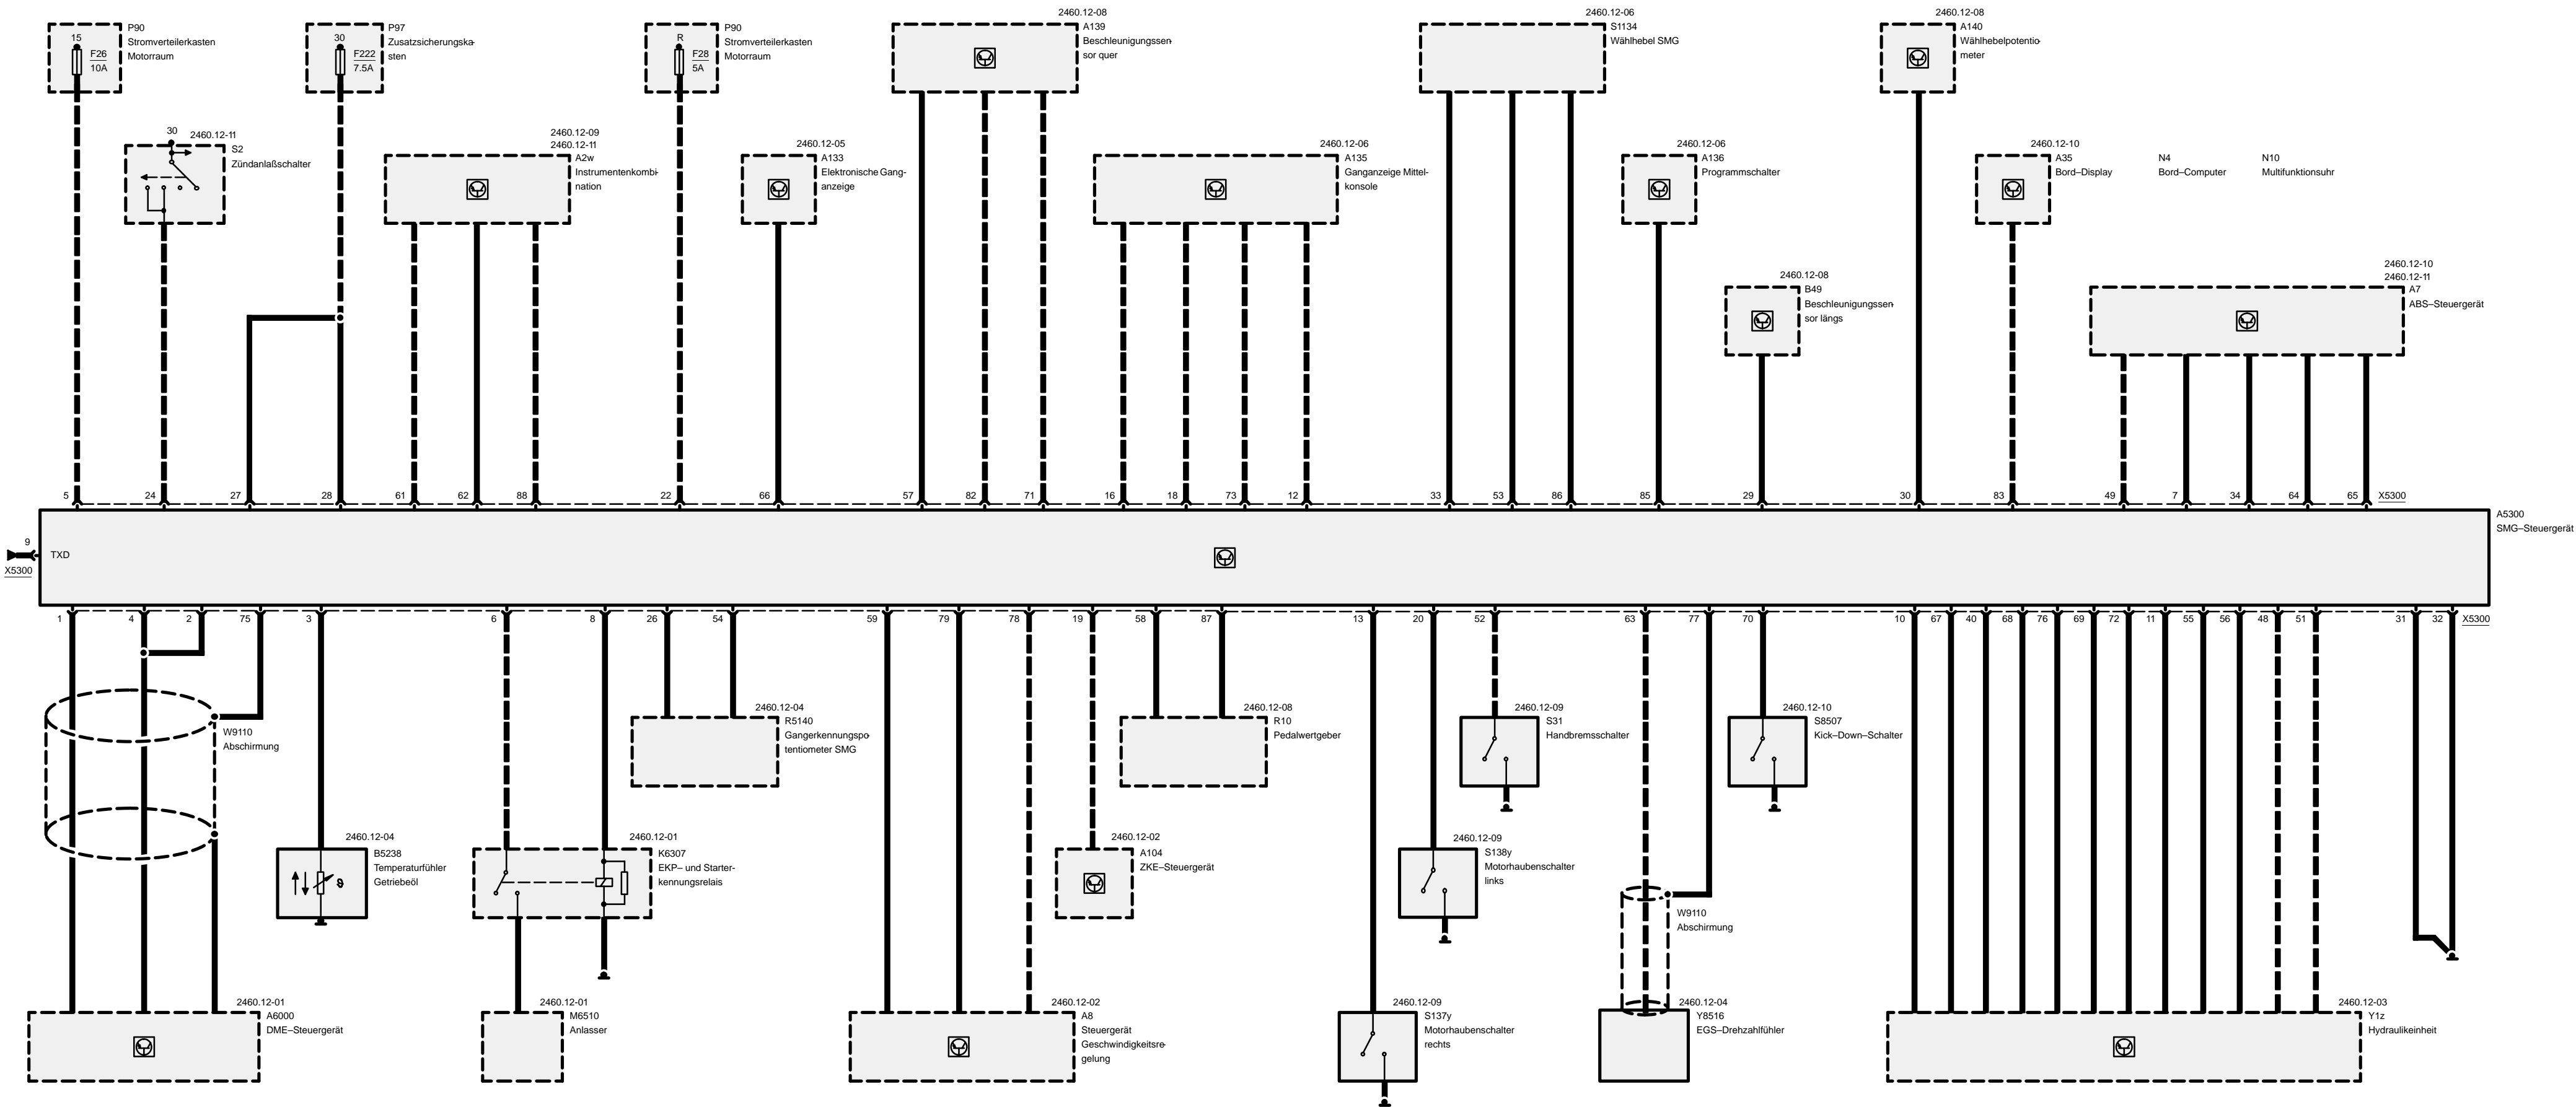 P90
Stromverteilerkasten
Motorraum
15
F26
10A
P97
Zusatzsicherungska-
sten
30
F222
7.5A
P90
Stromverteilerkasten
Motorraum
R
F28
5A
2460.12-08
A139
Beschleunigungssen-
sor quer
2460.12-06
S1134
Wählhebel SMG
2460.12-08
A140
Wählhebelpotentio-
meter
30
2460.12-11
S2
Zündanlaßschalter
2460.12-09
2460.12-11
A2w
Instrumentenkombi-
nation
2460.12-05
A133
Elektronische Gang-
anzeige
2460.12-06
A135
Ganganzeige Mittel-
konsole
2460.12-06
A136
Programmschalter
2460.12-10
A35
Bord–Display
N4
Bord–Computer
N10
Multifunktionsuhr
2460.12-08
B49
Beschleunigungssen-
sor längs
2460.12-10
2460.12-11
A7
ABS–Steuergerät
5 24 27 28 61 62 88 22 66 57 82 71 16 18 73 12 33 53 86 85 29 30 83 49 7 34 64 65 X5300
A5300
SMG–Steuergerät
9
X5300
TXD
1 4 2 75 3 6 8 26 54 59 79 78 19 58 87 13 20 52 63 77 70 10 67 40 68 76 69 72 11 55 56 48 51 31 32 X5300
W9110
Abschirmung
2460.12-04
R5140
Gangerkennungspo-
tentiometer SMG
2460.12-08
R10
Pedalwertgeber
2460.12-09
S31
Handbremsschalter
2460.12-10
S8507
Kick–Down–Schalter
2460.12-04
B5238
Temperaturfühler
Getriebeöl
2460.12-01
K6307
EKP– und Starter-
kennungsrelais
2460.12-02
A104
ZKE–Steuergerät
2460.12-09
S138y
Motorhaubenschalter
links
W9110
Abschirmung
2460.12-01
A6000
DME–Steuergerät
2460.12-01
M6510
Anlasser
2460.12-02
A8
Steuergerät
Geschwindigkeitsre-
gelung
2460.12-09
S137y
Motorhaubenschalter
rechts
2460.12-04
Y8516
EGS–Drehzahlfühler
2460.12-03
Y1z
Hydraulikeinheit